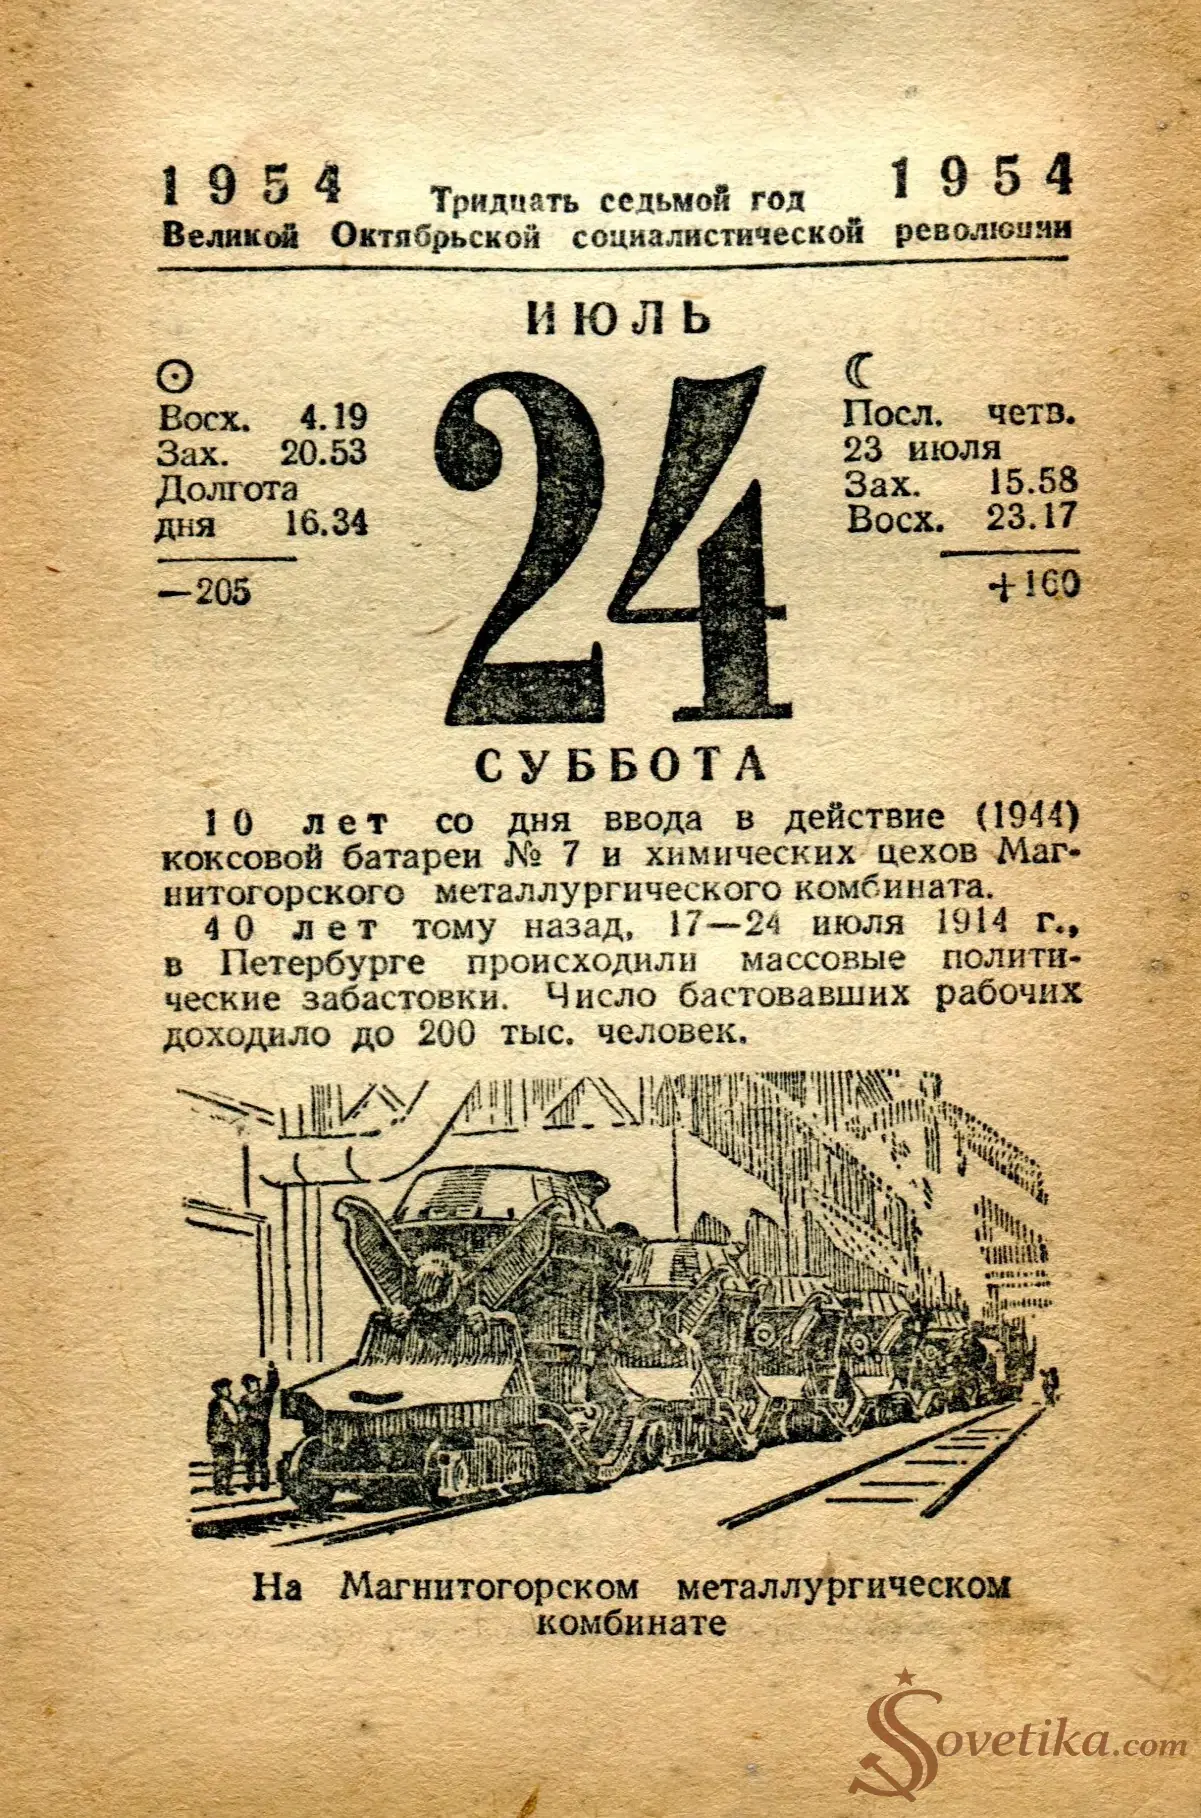 1954 Тридцать седьмой год 1954
Великой Октябрьской социалистической революции
ИЮЛЬ
24
Восх. 4.19
Зах. 20.53
Долгота
дня 16.34
—205
Посл. четв.
23 июля
Зах. 15.58
Восх. 23.17
+160
СУББОТА
10 лет со дня ввода в действие (1944)
коксовой батареи № 7 и химических цехов Маг-
нитогорского металлургического комбината.
40 лет тому назад, 17—24 июля 1914 г.,
в Петербурге происходили массовые полити-
ческие забастовки. Число бастовавших рабочих
доходило до 200 тыс. человек.
На Магнитогорском металлургическом
комбинате
Sovetika.com